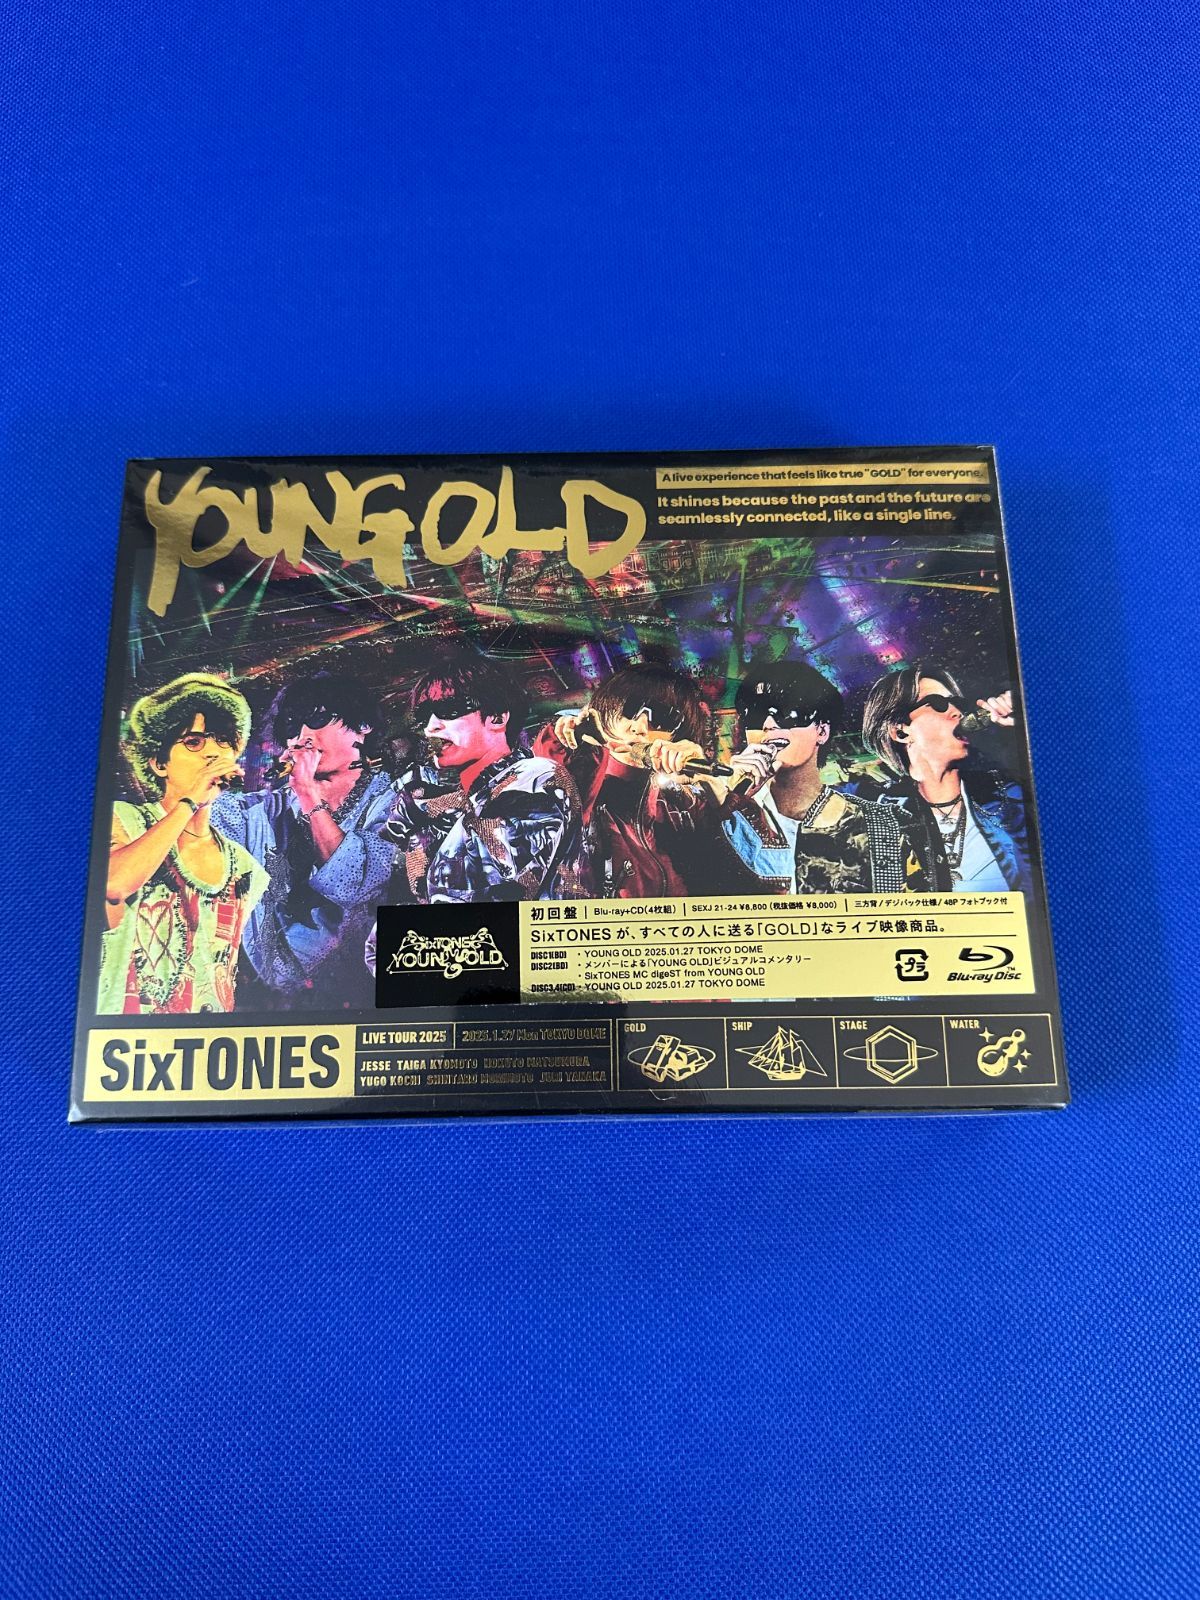 YOUNG OLD
A live experience that feels like true "GOLD" for everyone.
It shines because the past and the future are
seamlessly connected, like a single line.
SixTONES
YOUNG OLD
初回盤 | Blu-ray+CD(4枚組) | SEXJ 21-24 ¥8,800 (税抜価格 ¥8,000) | 三方背/デジパック仕様/48Pフォトブック付
SixTONESが、すべての人に送る「GOLD」なライブ映像商品。
DISC1(BD) ・YOUNG OLD 2025.01.27 TOKYO DOME
DISC2(BD) ・メンバーによる「YOUNG OLD」ビジュアルコメンタリー
・SixTONES MC digeST from YOUNG OLD
DISC3,4(CD) ・YOUNG OLD 2025.01.27 TOKYO DOME
プラ
Blu-ray Disc™
SixTONES
LIVE TOUR 2025
2025.1.27 Mon TOKYO DOME
JESSE TAIGA KYOMOTO HOKUTO MATSUMURA
YUGO KOCHI SHINTARO MORIMOTO JURI TANAKA
GOLD
SHIP
STAGE
WATER